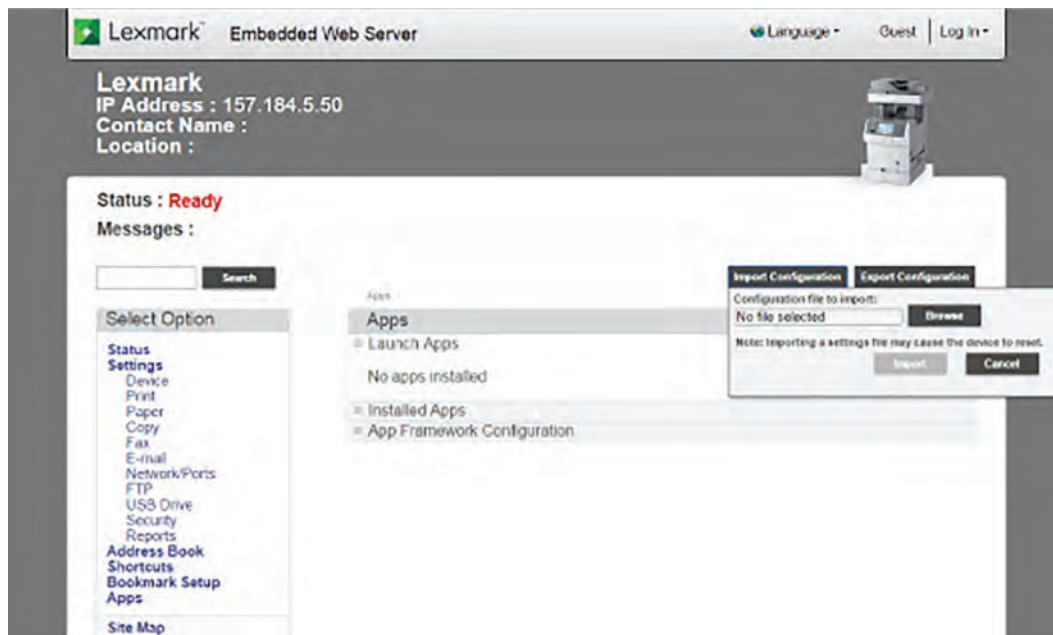 Lexmark™ Embedded Web Server Language Guest Log In
Lexmark
IP Address : 157.184.5.50
Contact Name :
Location :
Status : Ready
Messages :
Search
Select Option
Status
Settings
Device
Print
Paper
Copy
Fax
E-mail
Network/Ports
FTP
USB Drive
Security
Reports
Address Book
Shortcuts
Bookmark Setup
Apps
Site Map
Apps
Apps
Launch Apps
No apps installed
Installed Apps
App Framework Configuration
Import Configuration Export Configuration
Configuration file to import:
No file selected Browse
Note: Importing a settings file may cause the device to reset.
Import Cancel